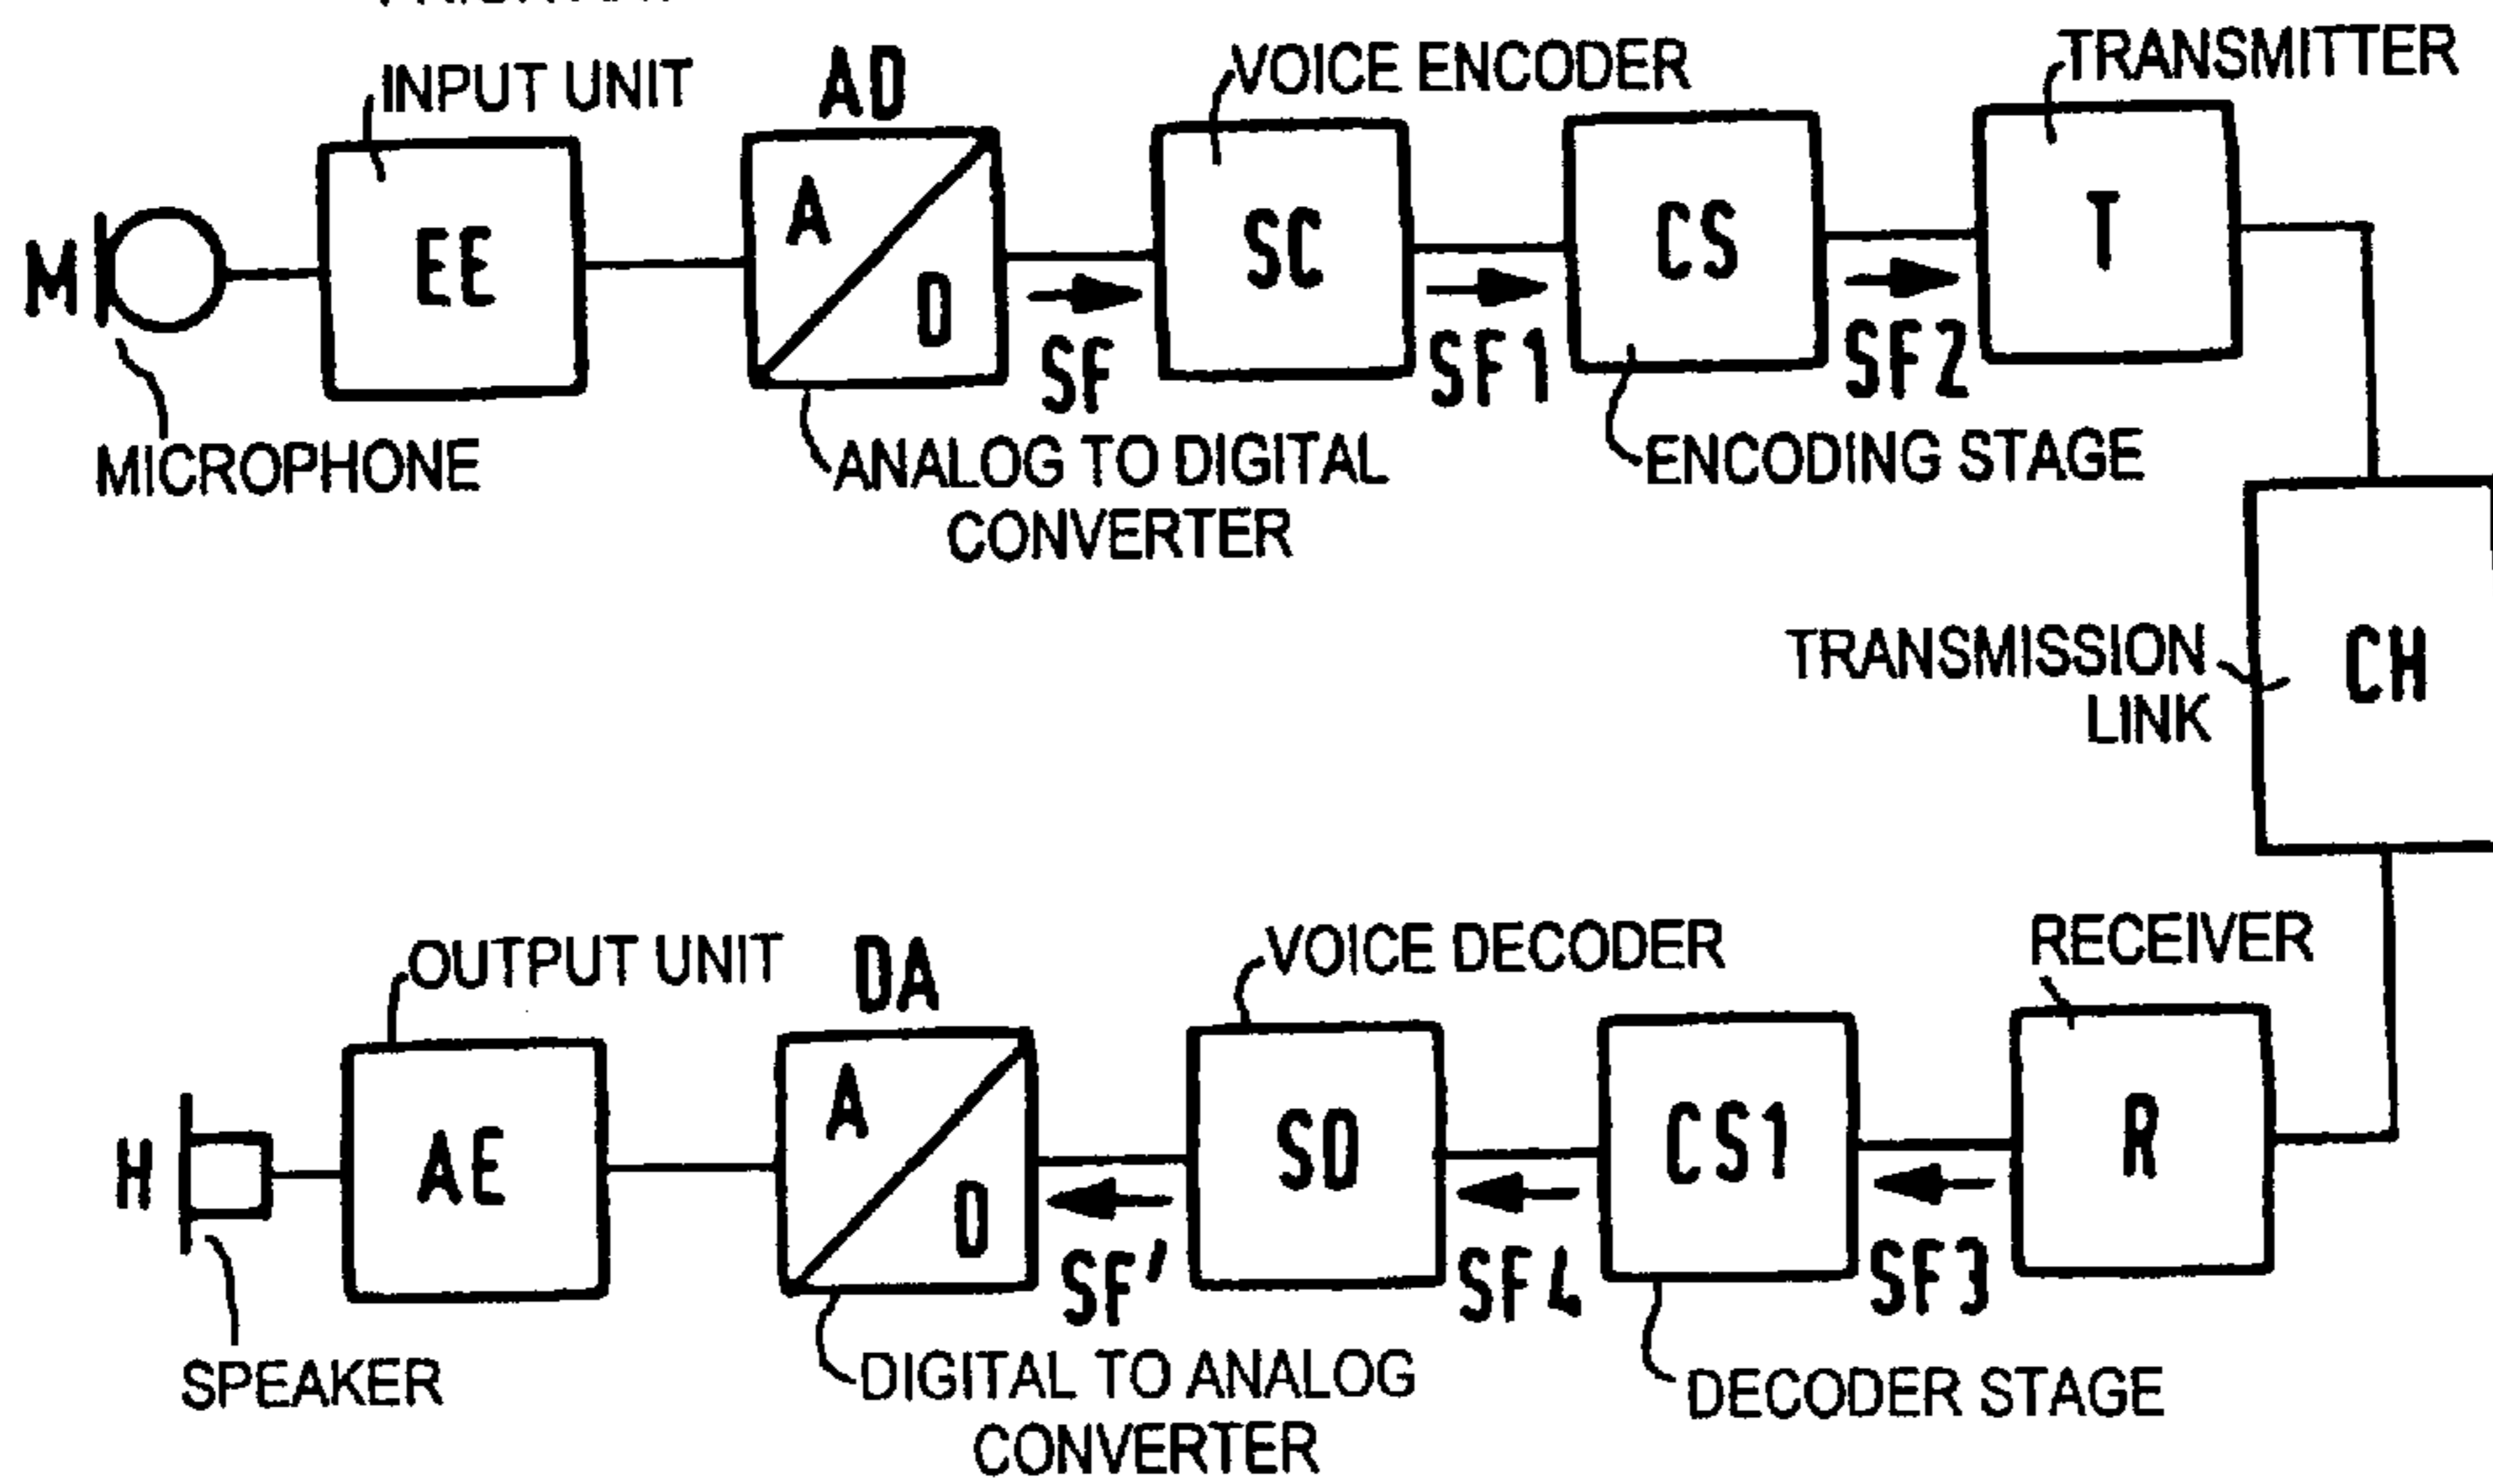 INPUT UNIT
AD
VOICE ENCODER
TRANSMITTER
M
EE
A
D
SC
CS
T
SF
SF1
SF2
MICROPHONE
ANALOG TO DIGITAL
CONVERTER
ENCODING STAGE
TRANSMISSION
LINK
CH
OUTPUT UNIT
DA
VOICE DECODER
RECEIVER
H
AE
A
D
SD
CS1
R
SF'
SF4
SF3
SPEAKER
DIGITAL TO ANALOG
CONVERTER
DECODER STAGE